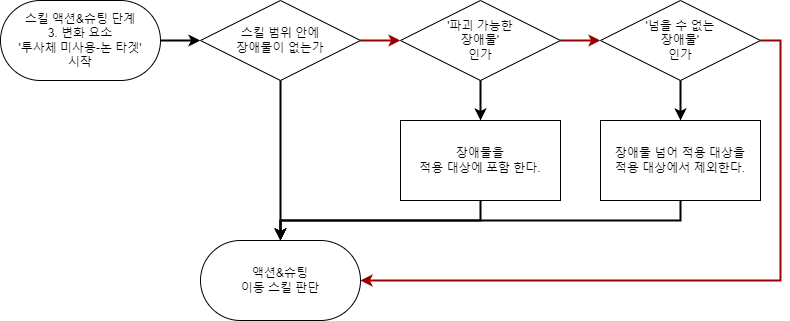 스킬 액션&슈팅 단계
3. 변화 요소
'투사체 미사용-논 타겟'
시작
스킬 범위 안에
장애물이 없는가
'파괴 가능한
장애물'
인가
'넘을 수 없는
장애물'
인가
장애물을
적용 대상에 포함 한다.
장애물 넘어 적용 대상을
적용 대상에서 제외한다.
액션&슈팅
이동 스킬 판단